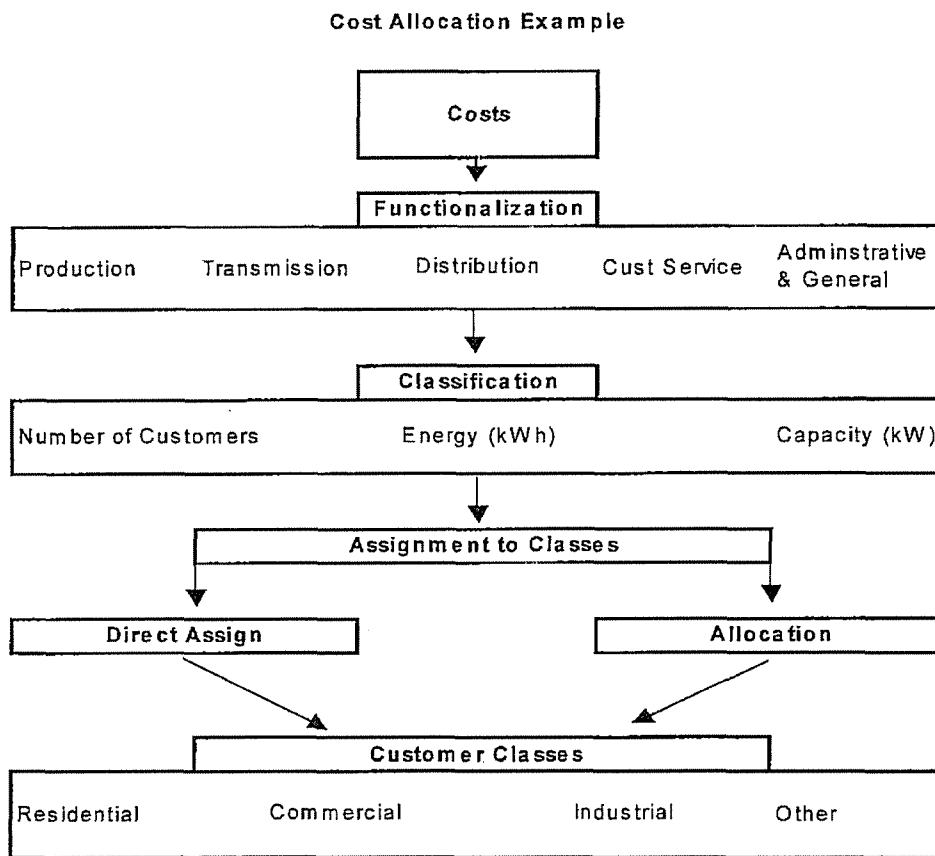 Cost Allocation Example
Costs
Functionalization
Production Transmission Distribution Cust Service Adminstrative
& General
Classification
Number of Customers Energy (kWh) Capacity (kW)
Assignment to Classes
Direct Assign Allocation
Customer Classes
Residential Commercial Industrial Other